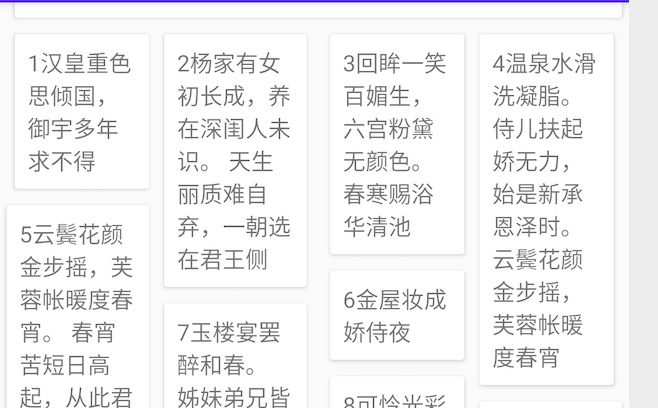 1汉皇重色
思倾国，
御宇多年
求不得
2杨家有女
初长成，养
在深闺人未
识。 天生
丽质难自
弃，一朝选
在君王侧
3回眸一笑
百媚生，
六宫粉黛
无颜色。
春寒赐浴
华清池
4温泉水滑
洗凝脂。
侍儿扶起
娇无力，
始是新承
恩泽时。
云鬓花颜
金步摇，
芙蓉帐暖
度春宵
5云鬓花颜
金步摇，芙
蓉帐暖度春
宵。 春宵
苦短日高
起，从此君
6金屋妆成
娇侍夜
7玉楼宴罢
醉和春。
姊妹弟兄皆
8可怜光彩